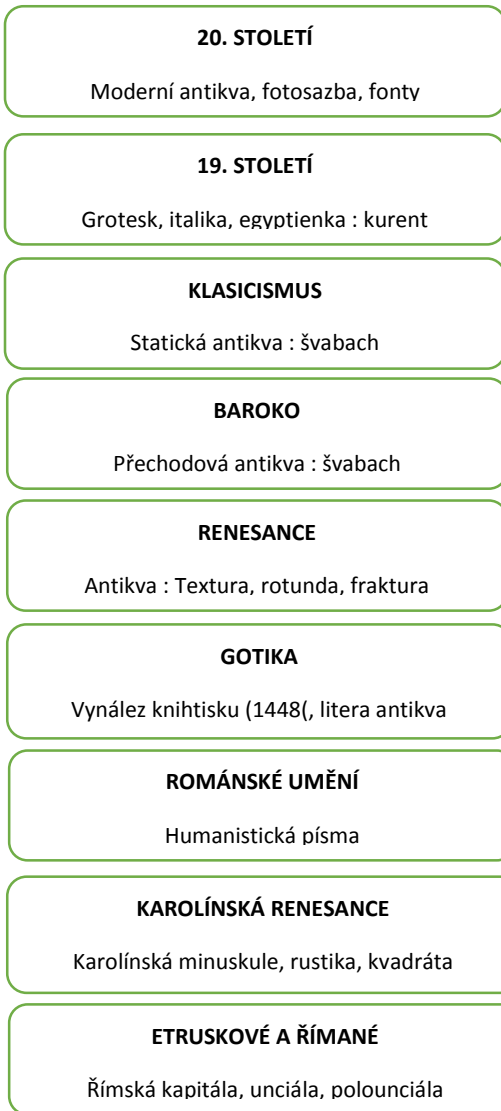 20. STOLETÍ
Moderní antikva, fotosazba, fonty
19. STOLETÍ
Grotesk, italika, egyptienka : kurent
KLASICISMUS
Statická antikva : švabach
BAROKO
Přechodová antikva : švabach
RENESANCE
Antikva : Textura, rotunda, fraktura
GOTIKA
Vynález knihtisku (1448(, litera antikva
ROMÁNSKÉ UMĚNÍ
Humanistická písma
KAROLÍNSKÁ RENESANCE
Karolínská minuskule, rustika, kvadráta
ETRUSKOVÉ A ŘÍMANÉ
Římská kapitála, unciála, polounciála